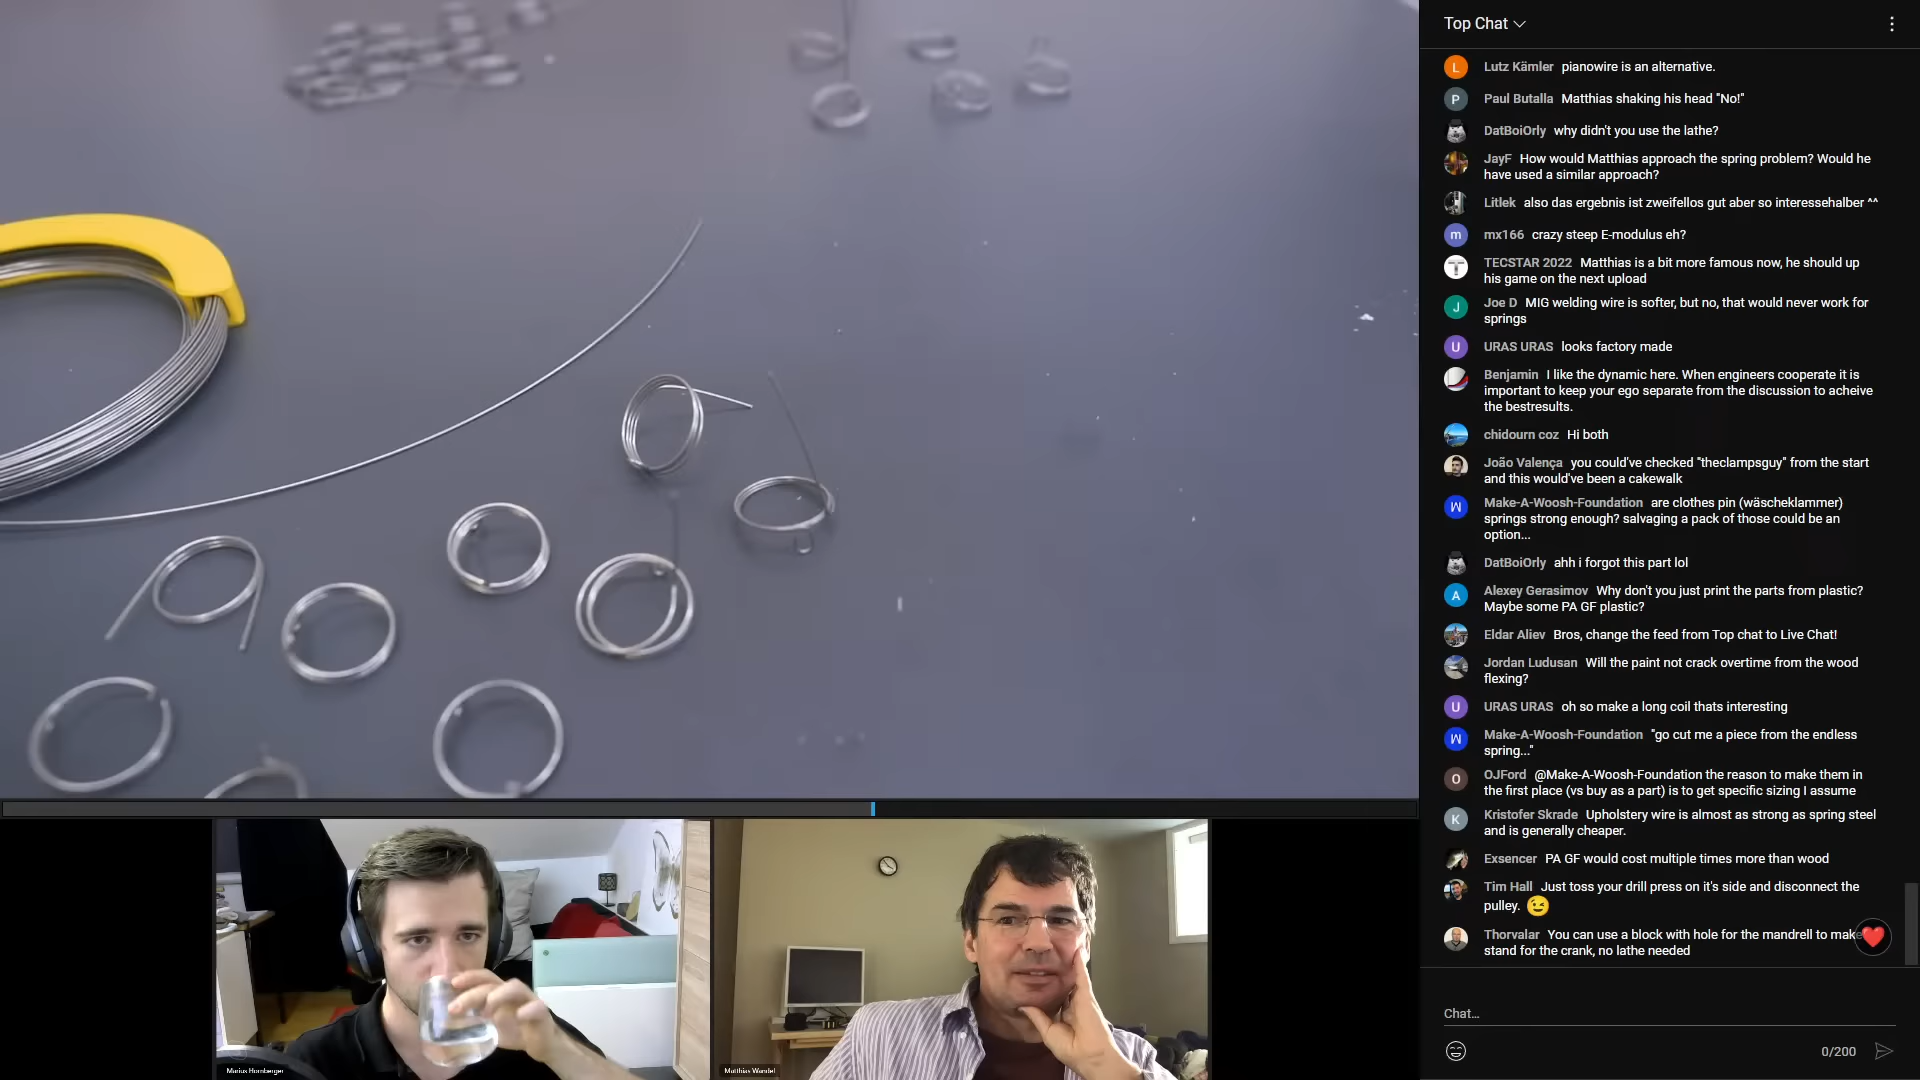 Top Chat
L Lutz Kämler pianowire is an alternative.
P Paul Butalla Matthias shaking his head "No!"
DatBoiOrly why didn't you use the lathe?
JayF How would Matthias approach the spring problem? Would he
have used a similar approach?
Litlek also das ergebnis ist zweifellos gut aber so interessehalber ^^
m mx166 crazy steep E-modulus eh?
T TECSTAR 2022 Matthias is a bit more famous now, he should up
his game on the next upload
J Joe D MIG welding wire is softer, but no, that would never work for
springs
U URAS URAS looks factory made
Benjamin I like the dynamic here. When engineers cooperate it is
important to keep your ego separate from the discussion to acheive
the bestresults.
chidourn coz Hi both
João Valença you could've checked "theclampsguy" from the start
and this would've been a cakewalk
Make-A-Woosh-Foundation are clothes pin (wäscheklammer)
springs strong enough? salvaging a pack of those could be an
option...
DatBoiOrly ahh i forgot this part lol
A Alexey Gerasimov Why don't you just print the parts from plastic?
Maybe some PA GF plastic?
Eldar Aliev Bros, change the feed from Top chat to Live Chat!
Jordan Ludusan Will the paint not crack overtime from the wood
flexing?
U URAS URAS oh so make a long coil thats interesting
Make-A-Woosh-Foundation "go cut me a piece from the endless
spring..."
O OJFord @Make-A-Woosh-Foundation the reason to make them in
the first place (vs buy as a part) is to get specific sizing I assume
K Kristofer Skrade Upholstery wire is almost as strong as spring steel
and is generally cheaper.
Exsencer PA GF would cost multiple times more than wood
Tim Hall Just toss your drill press on it's side and disconnect the
pulley. 😉
Thorvalar You can use a block with hole for the mandrell to make
stand for the crank, no lathe needed
Chat...
0/200
Marius Hornberger
Matthias Wandel